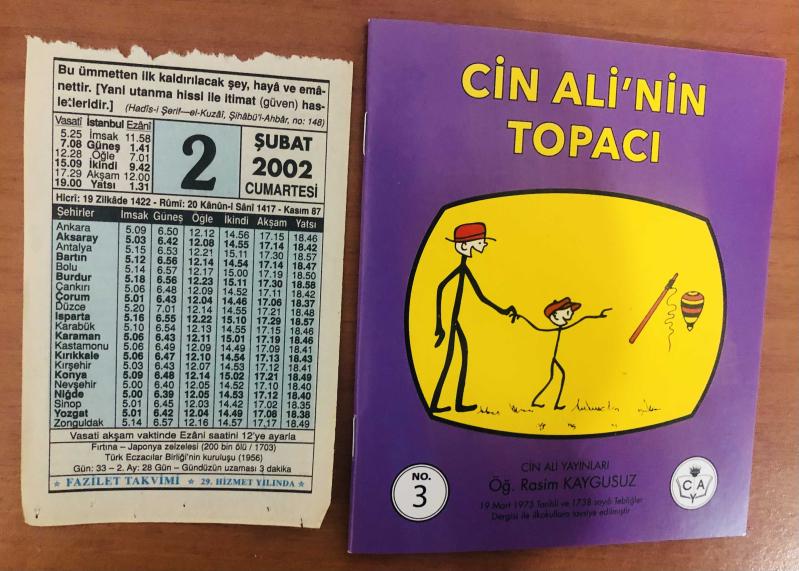 Bu ümmetten ilk kaldırılacak şey, hayâ ve emâ-
nettir. [Yani utanma hissi ile itimat (güven) has-
letleridir.] (Hadîs-i Şerif—el-Kuzâî, Şihâbü'l-Ahbâr, no: 148)
Vasatî İstanbul Ezânî
5.25 İmsak 11.58
7.08 Güneş 1.41
12.28 Öğle 7.01
15.09 İkindi 9.42
17.29 Akşam 12.00
19.00 Yatsı 1.31
2
ŞUBAT
2002
CUMARTESİ
Hicrî: 19 Zilkâde 1422 - Rûmî: 20 Kânûn-i Sânî 1417 - Kasım 87
Şehirler İmsak Güneş Öğle İkindi Akşam Yatsı
Ankara 5.09 6.50 12.12 14.56 17.15 18.46
Aksaray 5.03 6.42 12.08 14.55 17.14 18.42
Antalya 5.15 6.53 12.21 15.11 17.30 18.57
Bartın 5.12 6.56 12.14 14.54 17.14 18.47
Bolu 5.14 6.57 12.17 15.00 17.19 18.50
Burdur 5.18 6.56 12.23 15.11 17.30 18.58
Çankırı 5.06 6.48 12.09 14.52 17.11 18.42
Çorum 5.01 6.43 12.04 14.46 17.06 18.37
Düzce 5.20 7.01 12.14 14.55 17.21 18.48
Isparta 5.16 6.55 12.22 15.10 17.29 18.57
Karabük 5.10 6.54 12.13 14.55 17.15 18.46
Karaman 5.06 6.43 12.11 15.01 17.19 18.46
Kastamonu 5.06 6.49 12.09 14.49 17.09 18.41
Kırıkkale 5.06 6.47 12.10 14.54 17.13 18.43
Kırşehir 5.03 6.43 12.07 14.53 17.12 18.41
Konya 5.09 6.48 12.14 15.02 17.21 18.49
Nevşehir 5.00 6.40 12.05 14.52 17.10 18.40
Niğde 5.00 6.39 12.05 14.53 17.12 18.40
Sinop 5.01 6.45 12.03 14.42 17.02 18.35
Yozgat 5.01 6.42 12.04 14.49 17.08 18.38
Zonguldak 5.14 6.57 12.16 14.57 17.17 18.49
Vasati akşam vaktinde Ezâni saatini 12'ye ayarla
Fırtına – Japonya zelzelesi (200 bin ölü / 1703)
Türk Eczacılar Birliği'nin kuruluşu (1956)
Gün: 33 – 2. Ay: 28 Gün – Gündüzün uzaması 3 dakika
FAZİLET TAKVİMİ 29. HİZMET YILINDA
CİN ALİ'NİN
TOPACI
NO.
3
CİN ALİ YAYINLARI
Öğ. Rasim KAYGUSUZ
19 Mart 1973 Tarihli ve 1738 sayılı Tebliğler
Dergisi ile ilkokullara tavsiye edilmiştir
C A
Y